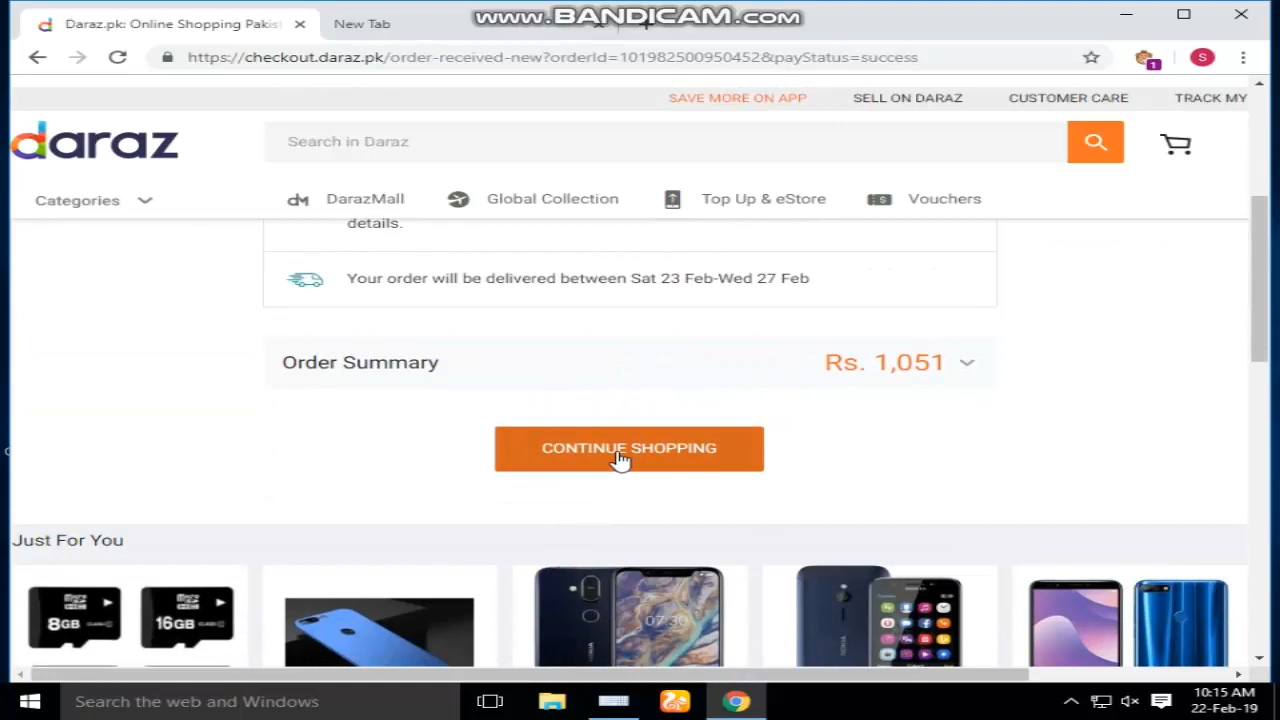 Daraz.pk: Online Shopping Pakist
New Tab
www.BANDICAM.com
https://checkout.daraz.pk/order-received-new?orderId=101982500950452&payStatus=success
S
1
SAVE MORE ON APP
SELL ON DARAZ
CUSTOMER CARE
TRACK MY
daraz
Search in Daraz
Categories
DarazMall
Global Collection
Top Up & eStore
Vouchers
details.
Your order will be delivered between Sat 23 Feb-Wed 27 Feb
Order Summary
Rs. 1,051
CONTINUE SHOPPING
Just For You
8GB
16GB
07:30
Search the web and Windows
10:15 AM
22-Feb-19